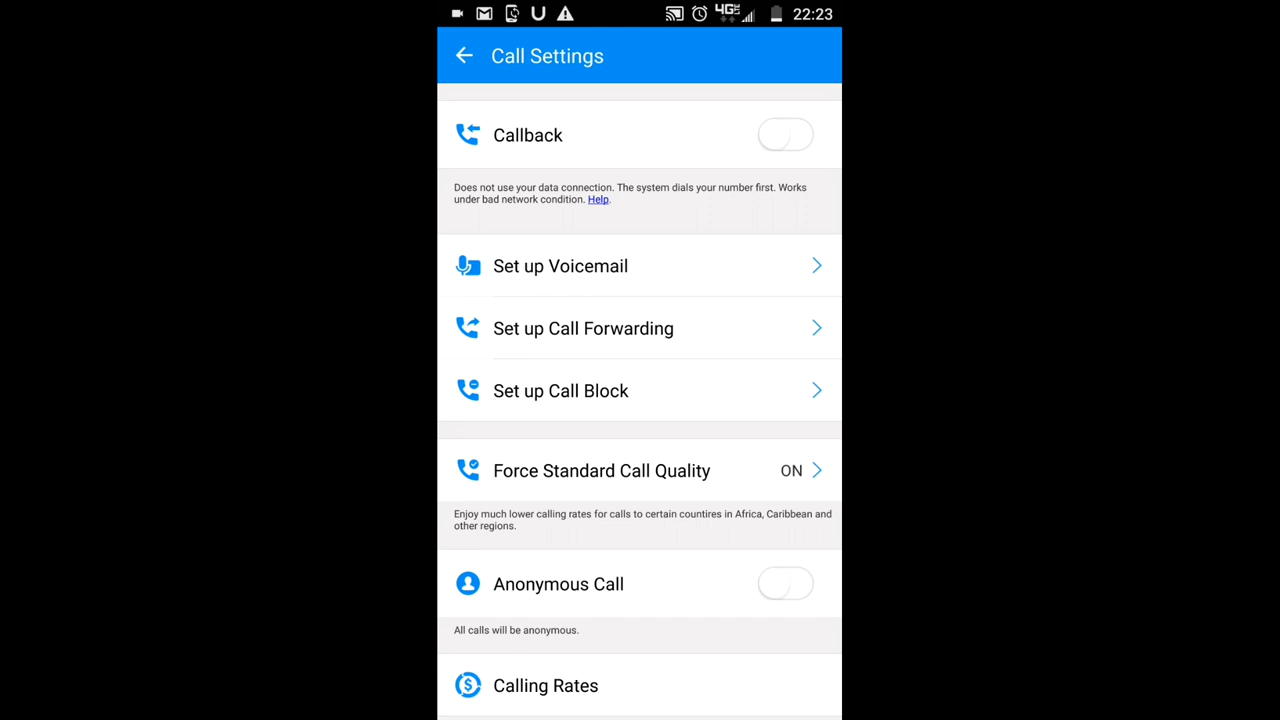 4G LTE 22:23
Call Settings
Callback
Does not use your data connection. The system dials your number first. Works
under bad network condition. Help.
Set up Voicemail
Set up Call Forwarding
Set up Call Block
Force Standard Call Quality ON
Enjoy much lower calling rates for calls to certain countires in Africa, Caribbean and
other regions.
Anonymous Call
All calls will be anonymous.
Calling Rates